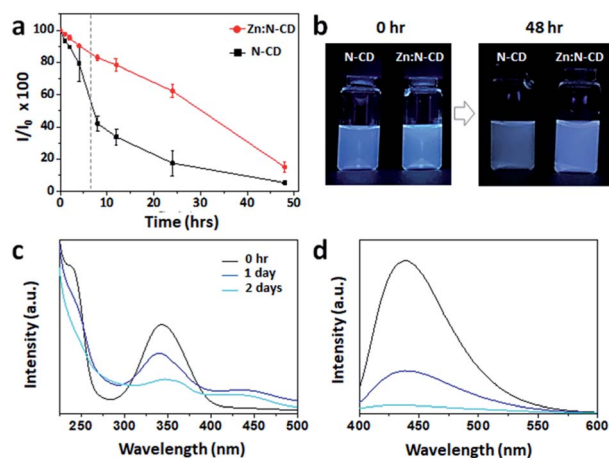 a
I/I0 x 100
100
80
60
40
20
0
0 10 20 30 40 50
Time (hrs)
Zn:N-CD
N-CD
b
0 hr 48 hr
N-CD Zn:N-CD N-CD Zn:N-CD
c
Intensity (a.u.)
0 hr
1 day
2 days
250 300 350 400 450 500
Wavelength (nm)
d
Intensity (a.u.)
400 450 500 550 600
Wavelength (nm)